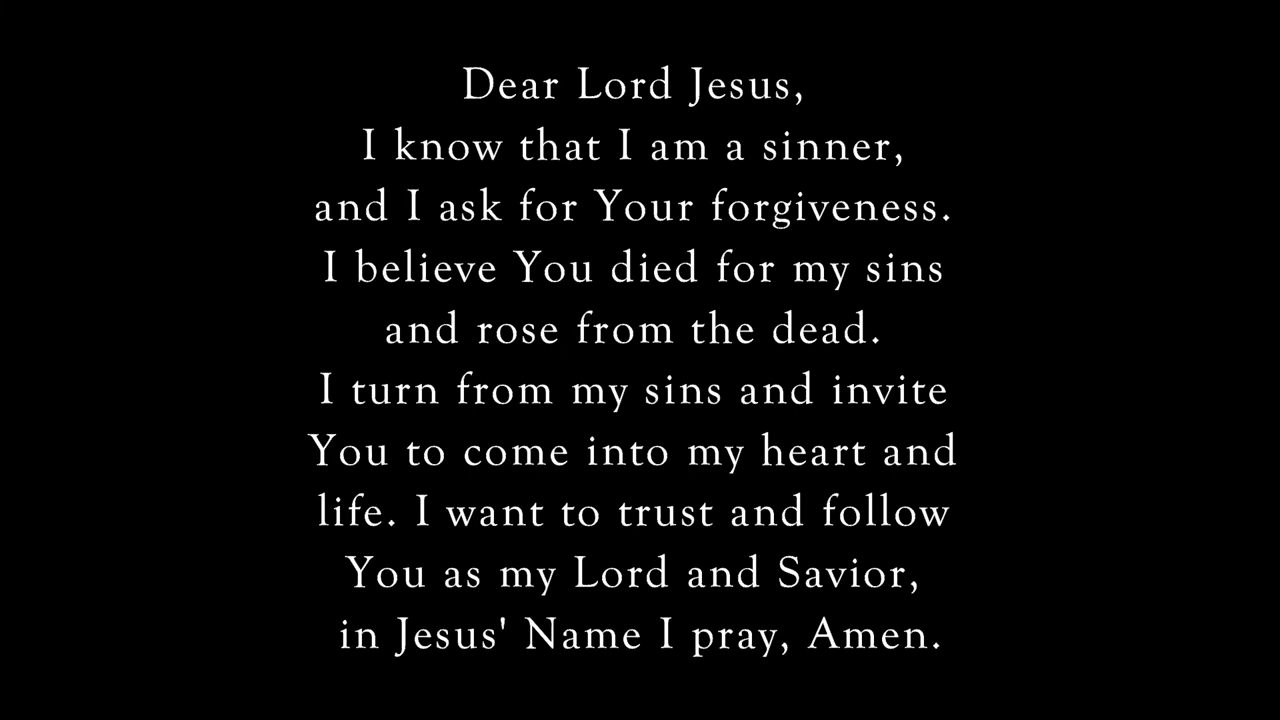 Dear Lord Jesus,
I know that I am a sinner,
and I ask for Your forgiveness.
I believe You died for my sins
and rose from the dead.
I turn from my sins and invite
You to come into my heart and
life. I want to trust and follow
You as my Lord and Savior,
in Jesus' Name I pray, Amen.